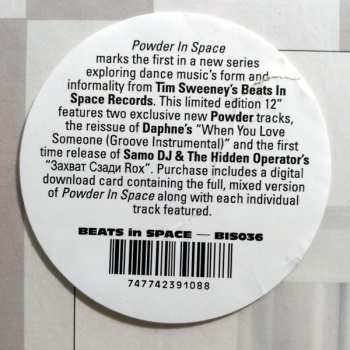 Powder In Space
marks the first in a new series
exploring dance music's form and
informality from Tim Sweeney's Beats In
Space Records. This limited edition 12"
features two exclusive new Powder tracks,
the reissue of Daphne's "When You Love
Someone (Groove Instrumental)" and the first
time release of Samo DJ & The Hidden Operator's
"Захват Сзади Rox". Purchase includes a digital
download card containing the full, mixed version
of Powder In Space along with each individual
track featured.
BEATS in SPACE — BIS036
747742391088